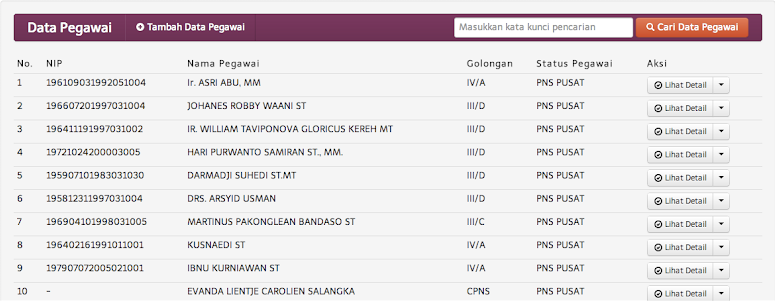 Data Pegawai Tambah Data Pegawai Masukkan kata kunci pencarian Cari Data Pegawai
No. NIP Nama Pegawai Golongan Status Pegawai Aksi
1 196109031992051004 Ir. ASRI ABU, MM IV/A PNS PUSAT Lihat Detail
2 196607201997031004 JOHANES ROBBY WAANI ST III/D PNS PUSAT Lihat Detail
3 196411191997031002 IR. WILLIAM TAVIPONOVA GLORICUS KEREH MT III/D PNS PUSAT Lihat Detail
4 19721024200003005 HARI PURWANTO SAMIRAN ST., MM. III/D PNS PUSAT Lihat Detail
5 195907101983031030 DARMADJI SUHEDI ST.MT III/D PNS PUSAT Lihat Detail
6 195812311997031004 DRS. ARSYID USMAN III/D PNS PUSAT Lihat Detail
7 196904101998031005 MARTINUS PAKONGLEAN BANDASO ST III/C PNS PUSAT Lihat Detail
8 196402161991011001 KUSNAEDI ST IV/A PNS PUSAT Lihat Detail
9 197907072005021001 IBNU KURNIAWAN ST IV/A PNS PUSAT Lihat Detail
10 - EVANDA LIENTJE CAROLIEN SALANGKA CPNS PNS PUSAT Lihat Detail